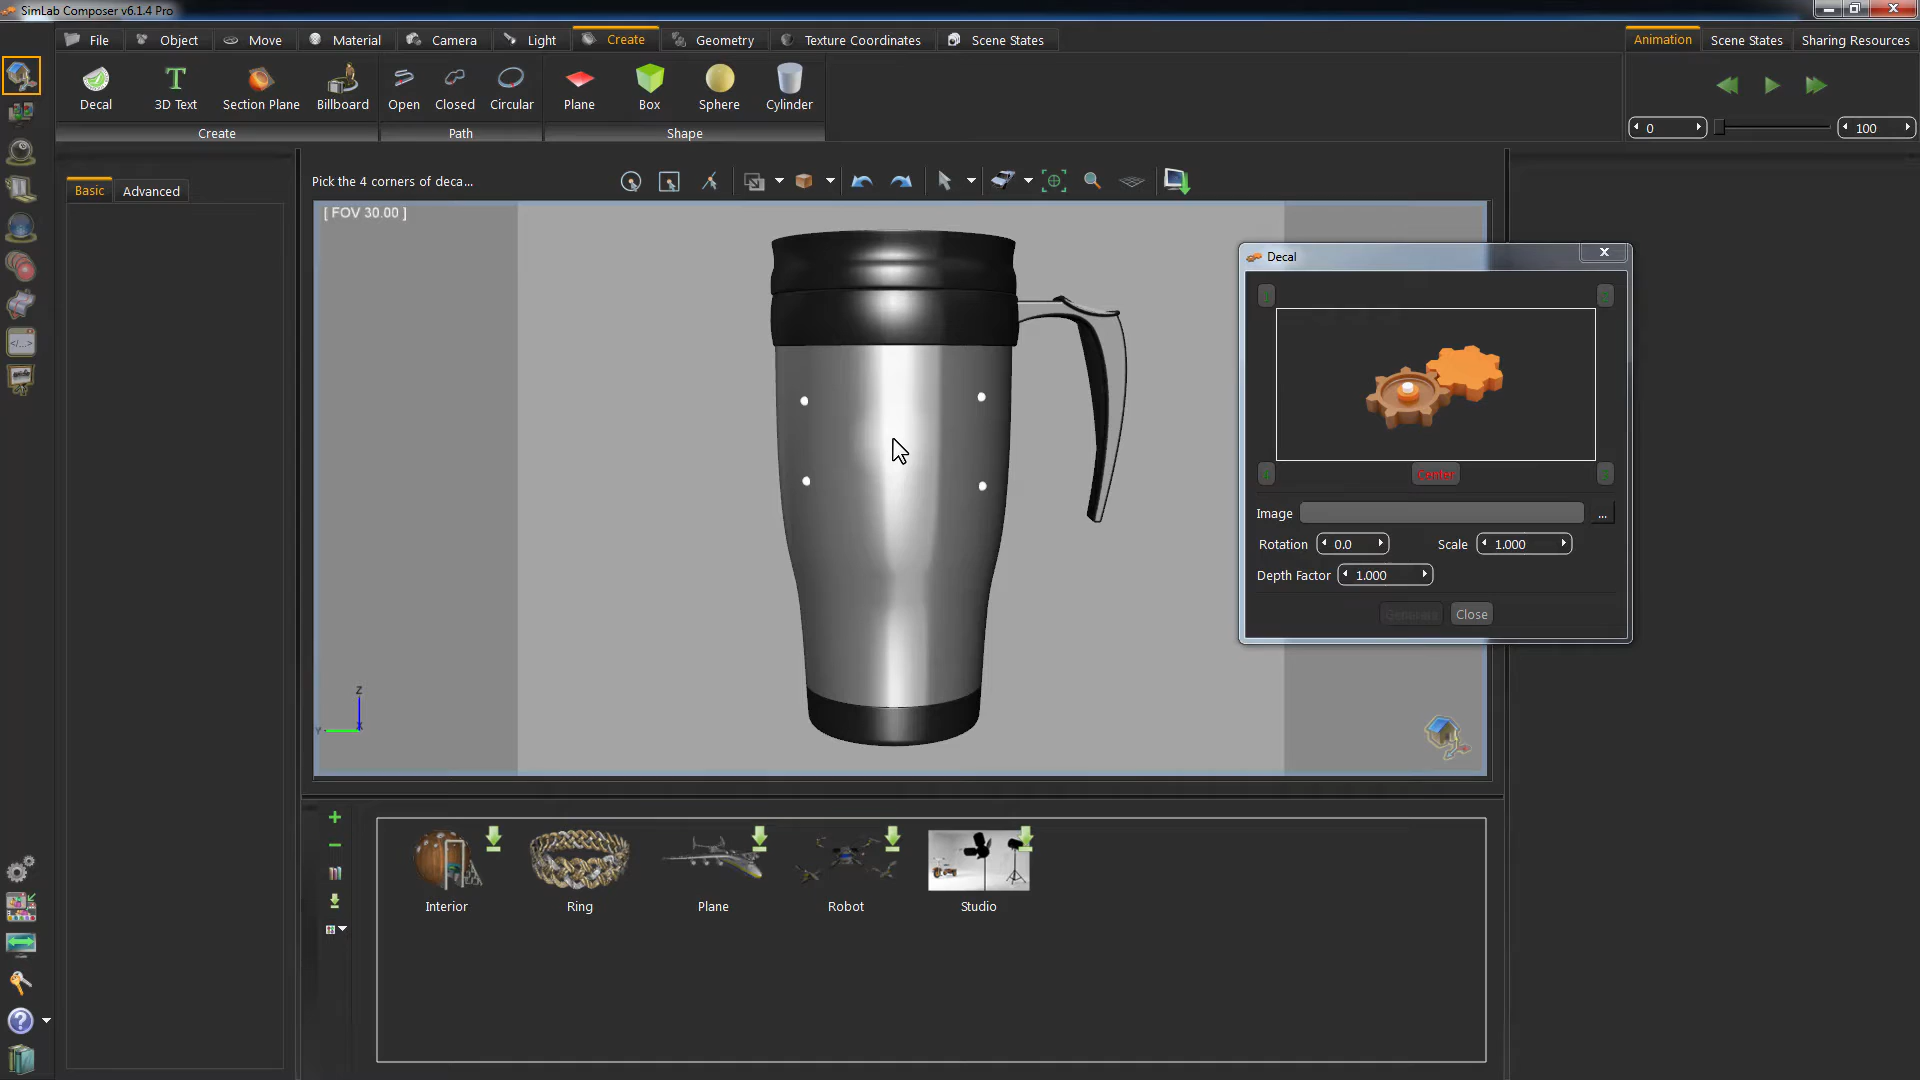 SimLab Composer v6.1.4 Pro
File Object Move Material Camera Light Create Geometry Texture Coordinates Scene States
Animation Scene States Sharing Resources
Decal 3D Text Section Plane Billboard Open Closed Circular Plane Box Sphere Cylinder
Create Path Shape
0 100
Basic Advanced
Pick the 4 corners of deca...
[ FOV 30.00 ]
Decal
Center
Image ...
Rotation 0.0 Scale 1.000
Depth Factor 1.000
Generate Close
Z
Y
Interior Ring Plane Robot Studio